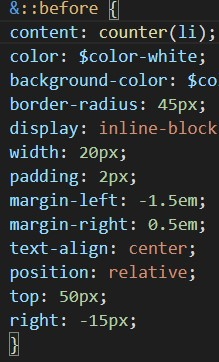 &::before {
content: counter(li);
color: $color-white;
background-color: $co
border-radius: 45px;
display: inline-block
width: 20px;
padding: 2px;
margin-left: -1.5em;
margin-right: 0.5em;
text-align: center;
position: relative;
top: 50px;
right: -15px;
}